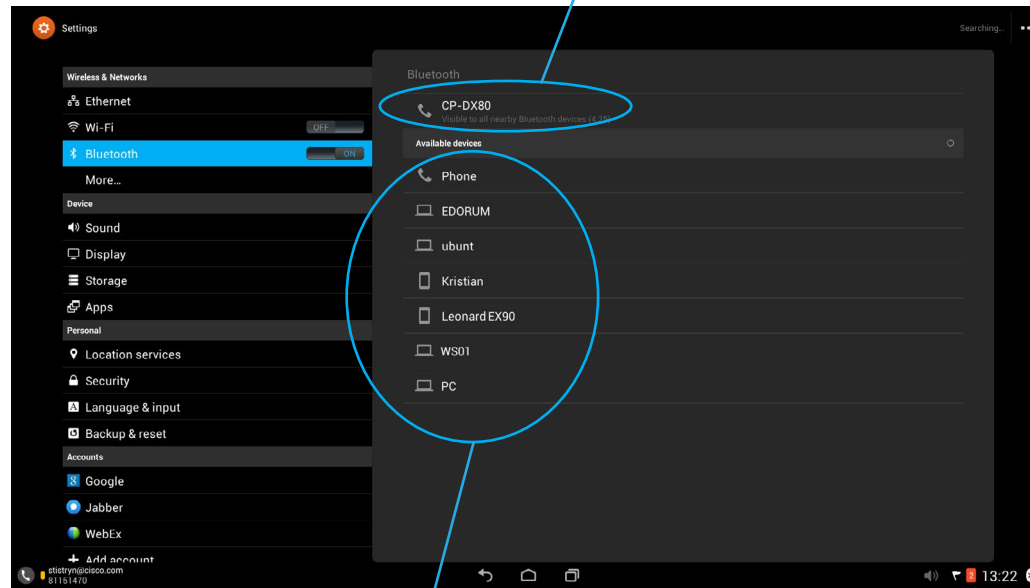 Settings
Searching...
Wireless & Networks
Ethernet
Wi-Fi OFF
Bluetooth ON
More...
Device
Sound
Display
Storage
Apps
Personal
Location services
Security
Language & input
Backup & reset
Accounts
Google
Jabber
WebEx
Add account
Bluetooth
CP-DX80
Visible to all nearby Bluetooth devices
Available devices
Phone
EDORUM
ubunt
Kristian
Leonard EX90
WS01
PC
stistryn@cisco.com
81151470
2 13:22